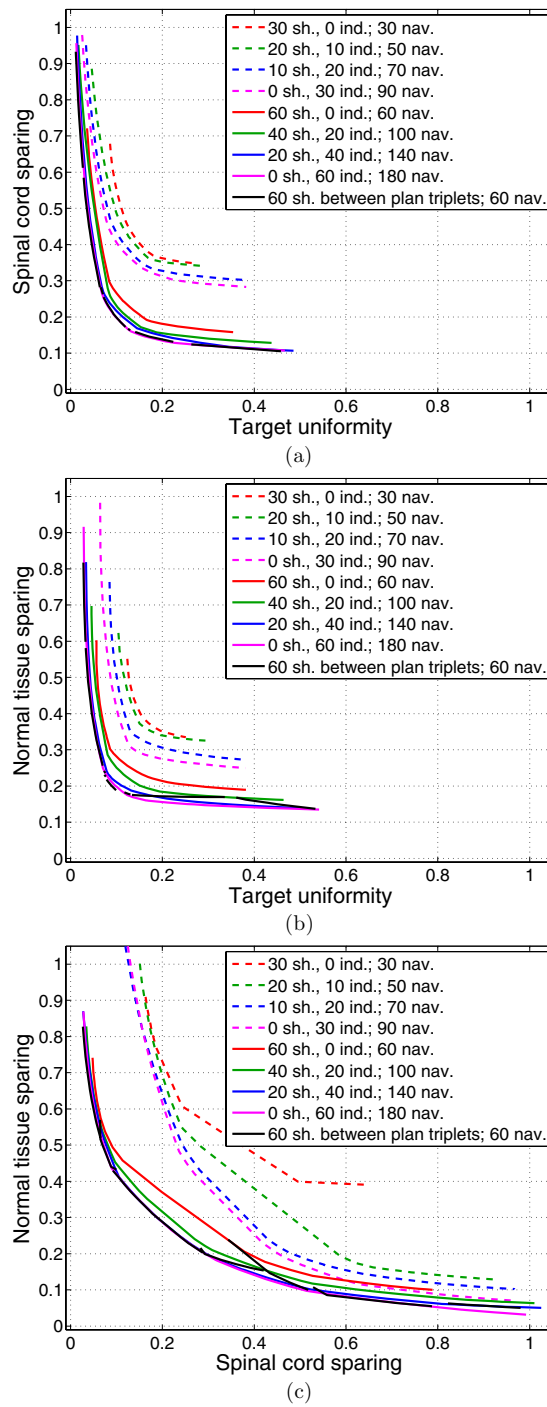 1
0.9
0.8
0.7
0.6
0.5
0.4
0.3
0.2
0.1
0
Spinal cord sparing
30 sh., 0 ind.; 30 nav.
20 sh., 10 ind.; 50 nav.
10 sh., 20 ind.; 70 nav.
0 sh., 30 ind.; 90 nav.
60 sh., 0 ind.; 60 nav.
40 sh., 20 ind.; 100 nav.
20 sh., 40 ind.; 140 nav.
0 sh., 60 ind.; 180 nav.
60 sh. between plan triplets; 60 nav.
0 0.2 0.4 0.6 0.8 1
Target uniformity
(a)
1
0.9
0.8
0.7
0.6
0.5
0.4
0.3
0.2
0.1
0
Normal tissue sparing
30 sh., 0 ind.; 30 nav.
20 sh., 10 ind.; 50 nav.
10 sh., 20 ind.; 70 nav.
0 sh., 30 ind.; 90 nav.
60 sh., 0 ind.; 60 nav.
40 sh., 20 ind.; 100 nav.
20 sh., 40 ind.; 140 nav.
0 sh., 60 ind.; 180 nav.
60 sh. between plan triplets; 60 nav.
0 0.2 0.4 0.6 0.8 1
Target uniformity
(b)
1
0.9
0.8
0.7
0.6
0.5
0.4
0.3
0.2
0.1
0
Normal tissue sparing
30 sh., 0 ind.; 30 nav.
20 sh., 10 ind.; 50 nav.
10 sh., 20 ind.; 70 nav.
0 sh., 30 ind.; 90 nav.
60 sh., 0 ind.; 60 nav.
40 sh., 20 ind.; 100 nav.
20 sh., 40 ind.; 140 nav.
0 sh., 60 ind.; 180 nav.
60 sh. between plan triplets; 60 nav.
0 0.2 0.4 0.6 0.8 1
Spinal cord sparing
(c)